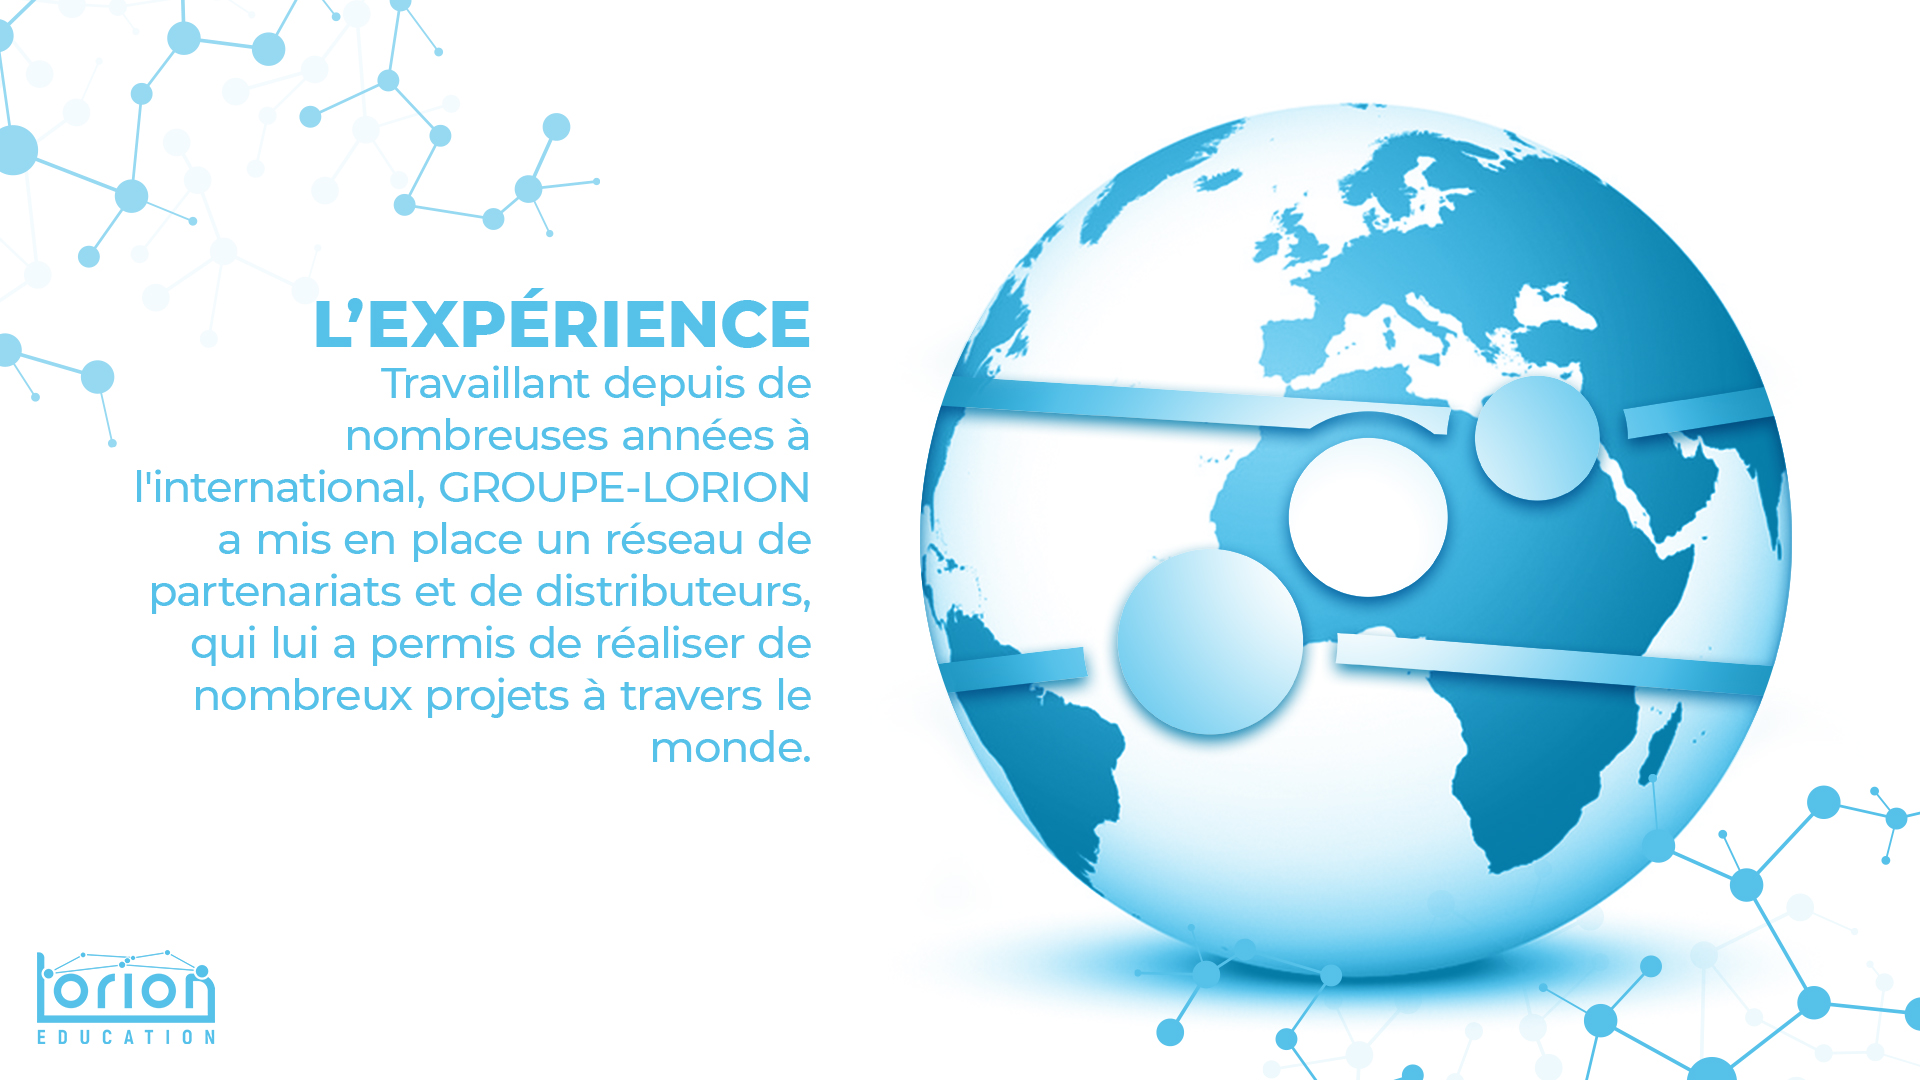 L’EXPÉRIENCE
Travaillant depuis de
nombreuses années à
l'international, GROUPE-LORION
a mis en place un réseau de
partenariats et de distributeurs,
qui lui a permis de réaliser de
nombreux projets à travers le
monde.
lorion
EDUCATION